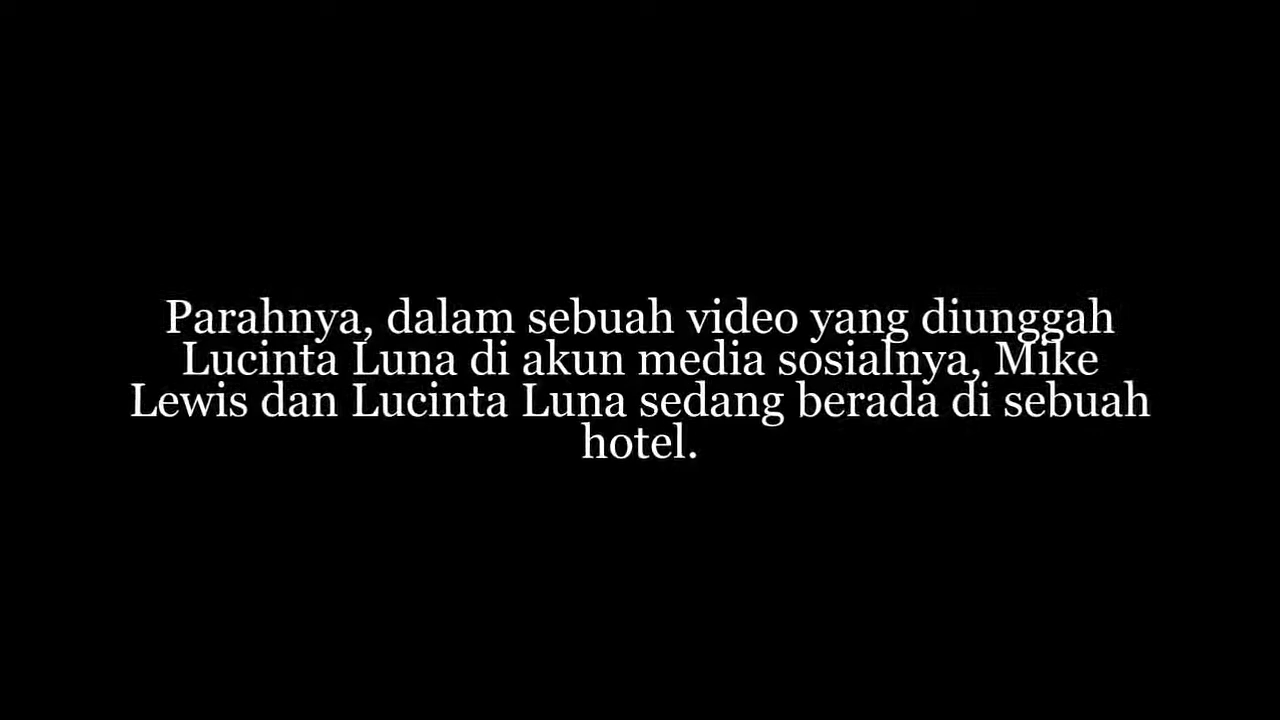 Parahnya, dalam sebuah video yang diunggah
Lucinta Luna di akun media sosialnya, Mike
Lewis dan Lucinta Luna sedang berada di sebuah
hotel.